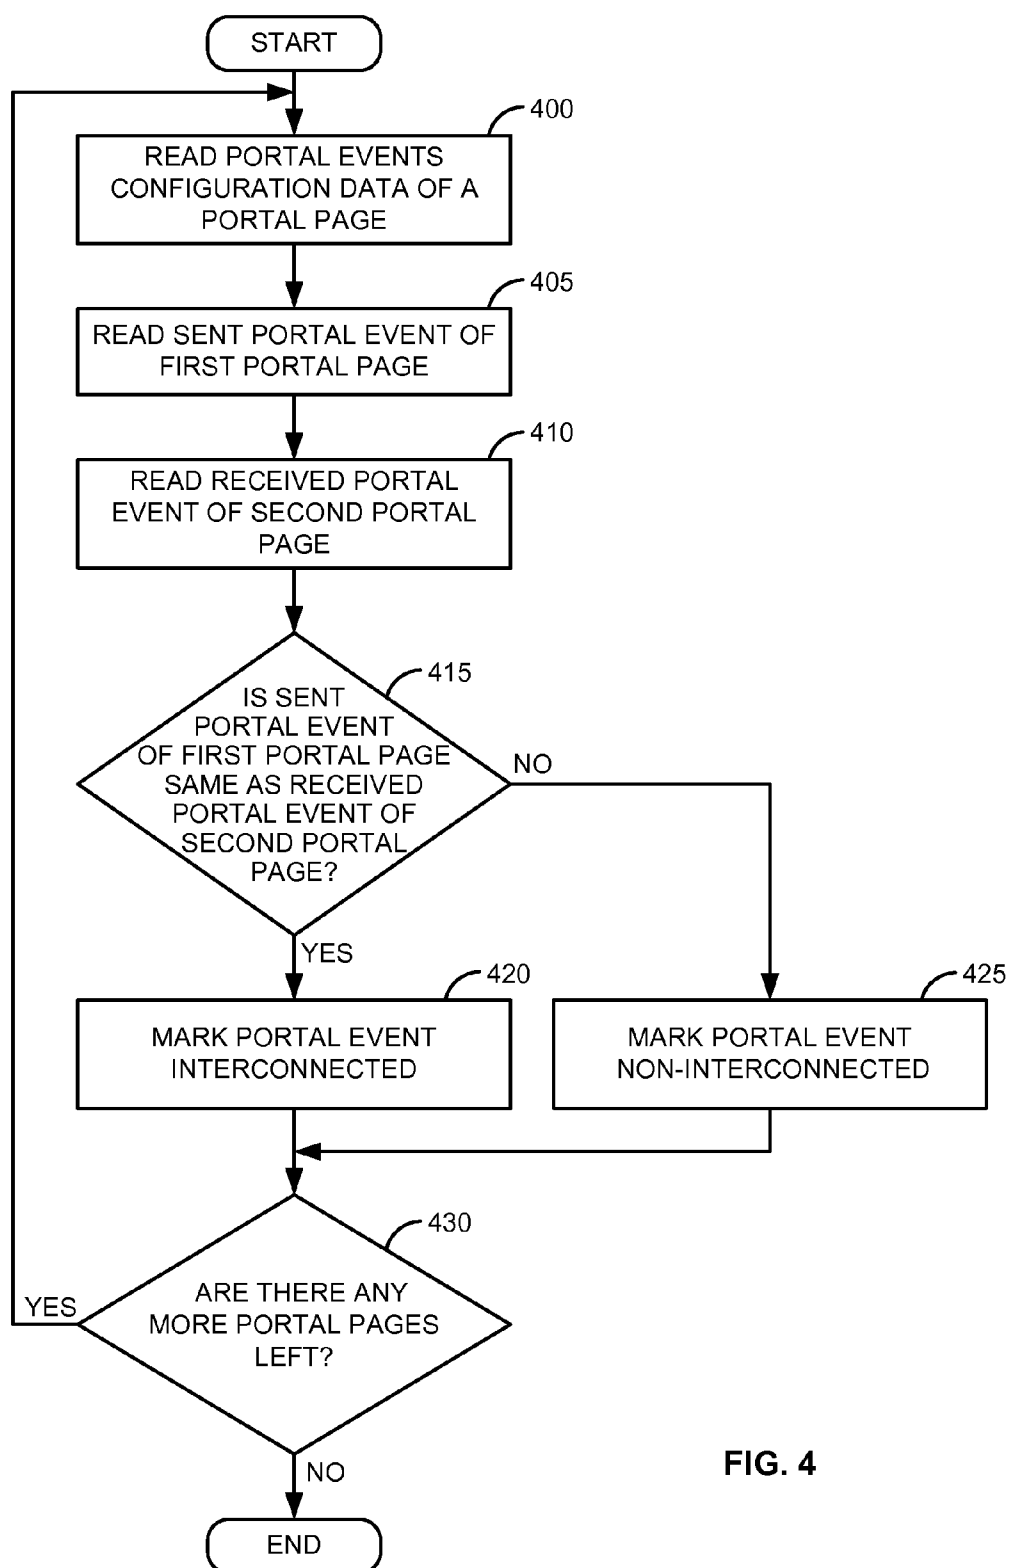 START
400
READ PORTAL EVENTS
CONFIGURATION DATA OF A
PORTAL PAGE
405
READ SENT PORTAL EVENT OF
FIRST PORTAL PAGE
410
READ RECEIVED PORTAL
EVENT OF SECOND PORTAL
PAGE
415
IS SENT
PORTAL EVENT
OF FIRST PORTAL PAGE
SAME AS RECEIVED
PORTAL EVENT OF
SECOND PORTAL
PAGE?
NO
YES
420
MARK PORTAL EVENT
INTERCONNECTED
425
MARK PORTAL EVENT
NON-INTERCONNECTED
430
ARE THERE ANY
MORE PORTAL PAGES
LEFT?
YES
NO
END
FIG. 4